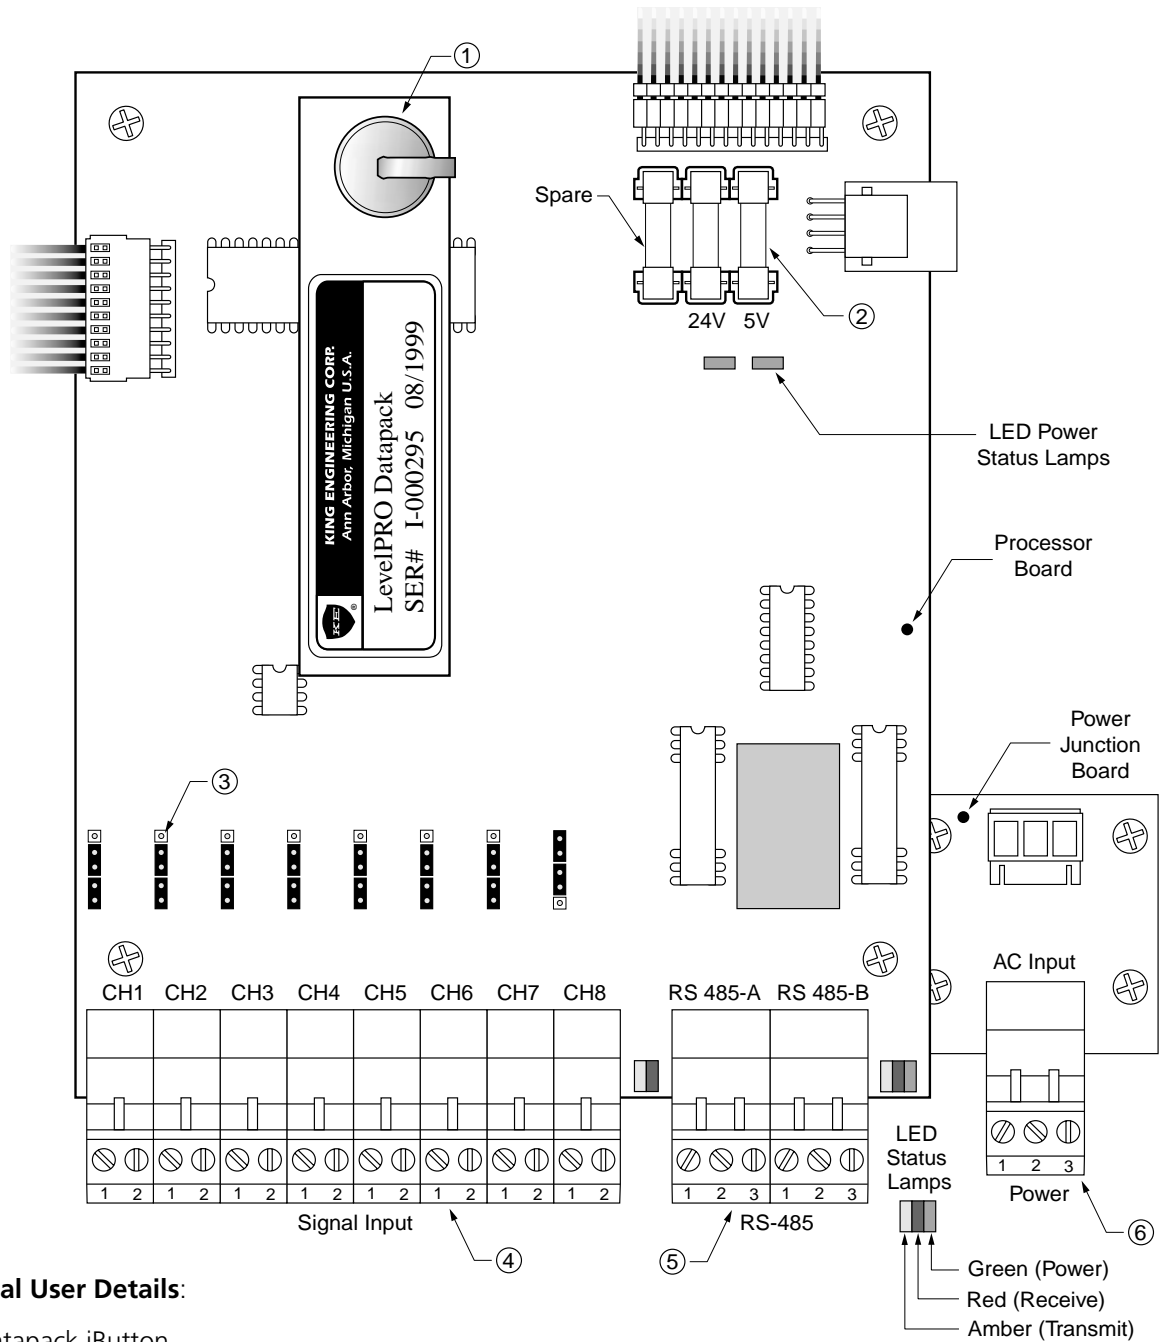 1
Spare
24V 5V
2
LED Power
Status Lamps
KING ENGINEERING CORP.
Ann Arbor, Michigan U.S.A.
LevelPRO Datapack
SER# I-000295 08/1999
KE
®
Processor
Board
Power
Junction
Board
3
AC Input
CH1 CH2 CH3 CH4 CH5 CH6 CH7 CH8 RS 485-A RS 485-B
LED
Status
Lamps
1 2 1 2 1 2 1 2 1 2 1 2 1 2 1 2 1 2 3 1 2 3
1 2 3
Signal Input
RS-485
Power
4
5
6
Green (Power)
Red (Receive)
Amber (Transmit)
al User Details: